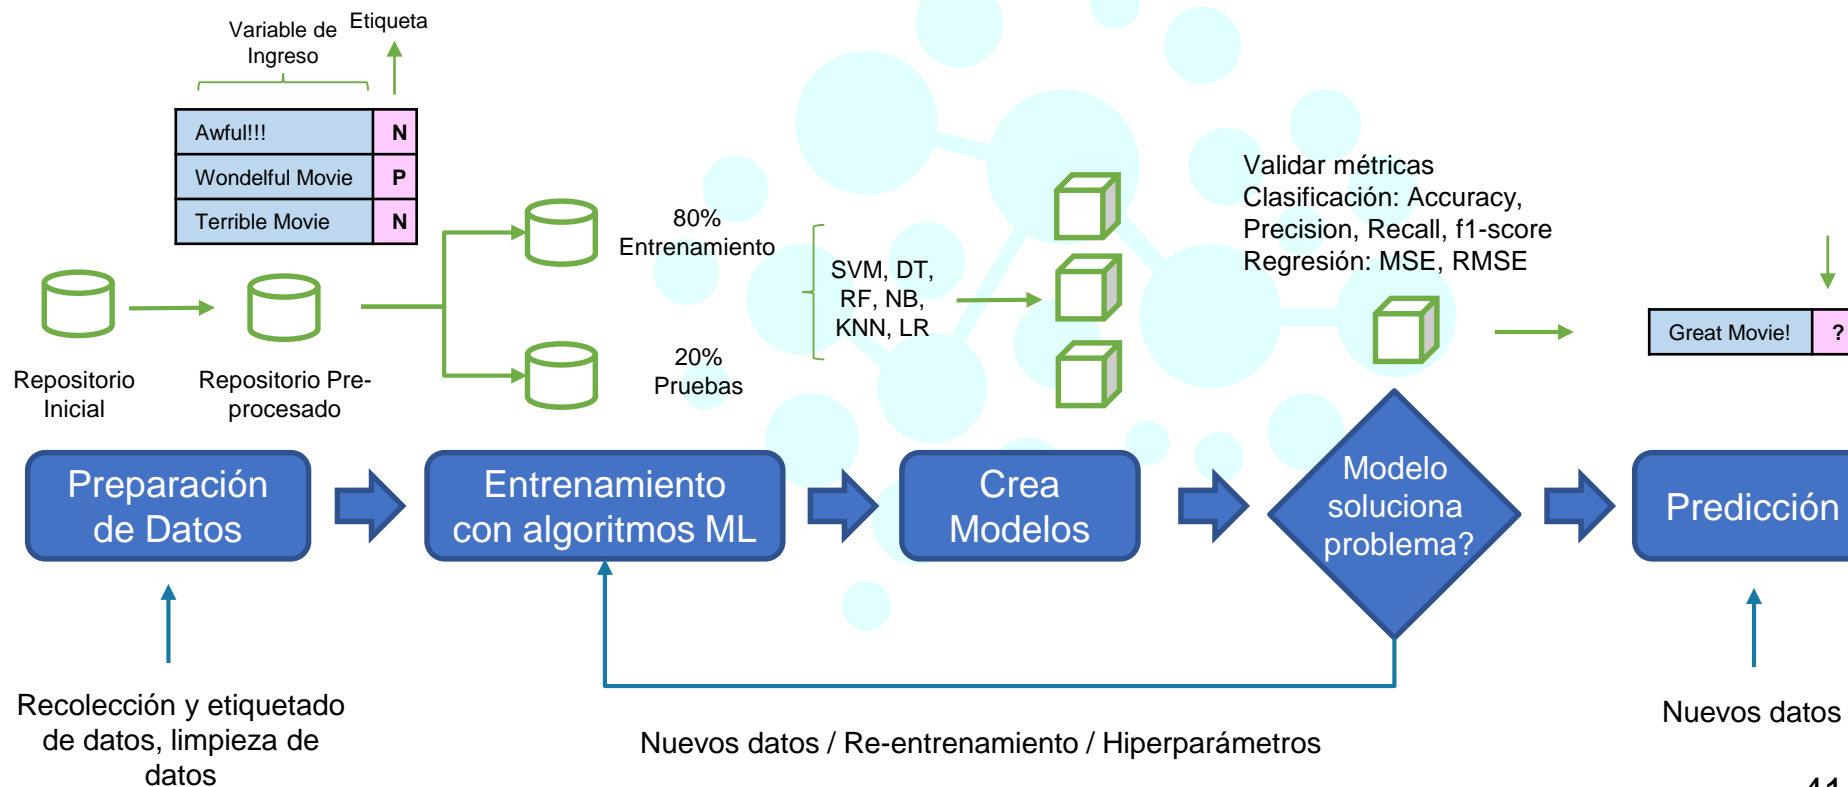 Variable de
Ingreso
Etiqueta
Awful!!! N
Wondelful Movie P
Terrible Movie N
Repositorio
Inicial
Repositorio Pre-
procesado
80%
Entrenamiento
20%
Pruebas
SVM, DT,
RF, NB,
KNN, LR
Validar métricas
Clasificación: Accuracy,
Precision, Recall, f1-score
Regresión: MSE, RMSE
Great Movie! ?
Preparación
de Datos
Entrenamiento
con algoritmos ML
Crea
Modelos
Modelo
soluciona
problema?
Predicción
Recolección y etiquetado
de datos, limpieza de
datos
Nuevos datos / Re-entrenamiento / Hiperparámetros
Nuevos datos